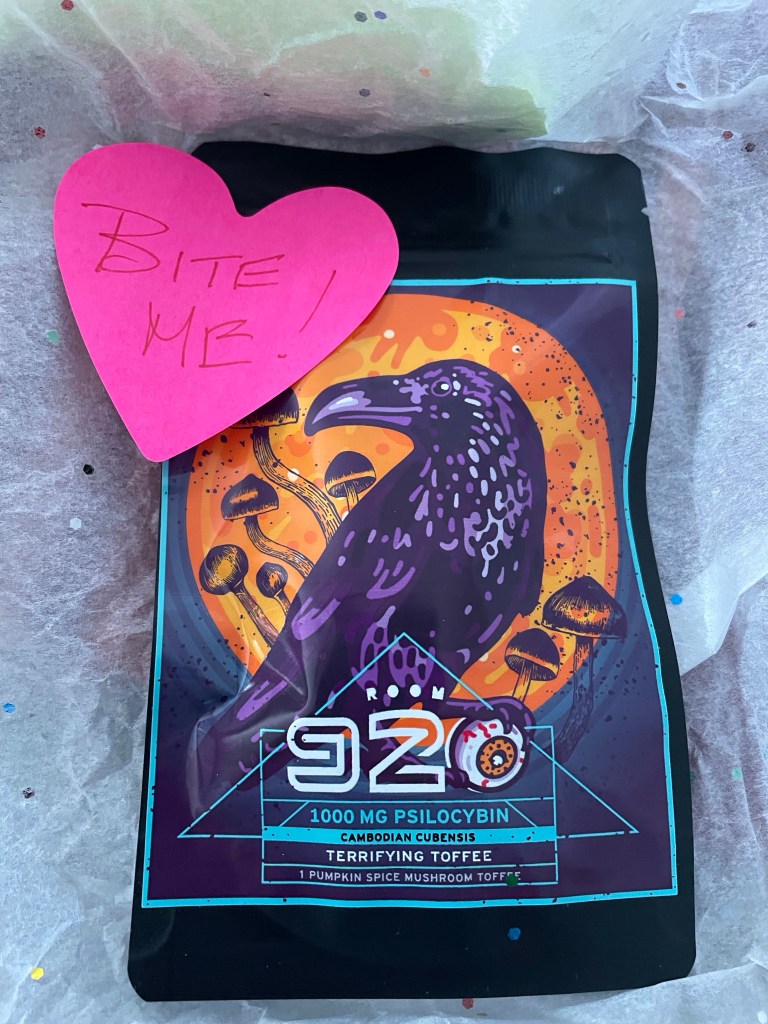 BITE
ME!
ROOM
920
1000 MG PSILOCYBIN
CAMBODIAN CUBENSIS
TERRIFYING TOFFEE
1 PUMPKIN SPICE MUSHROOM TOFFEE